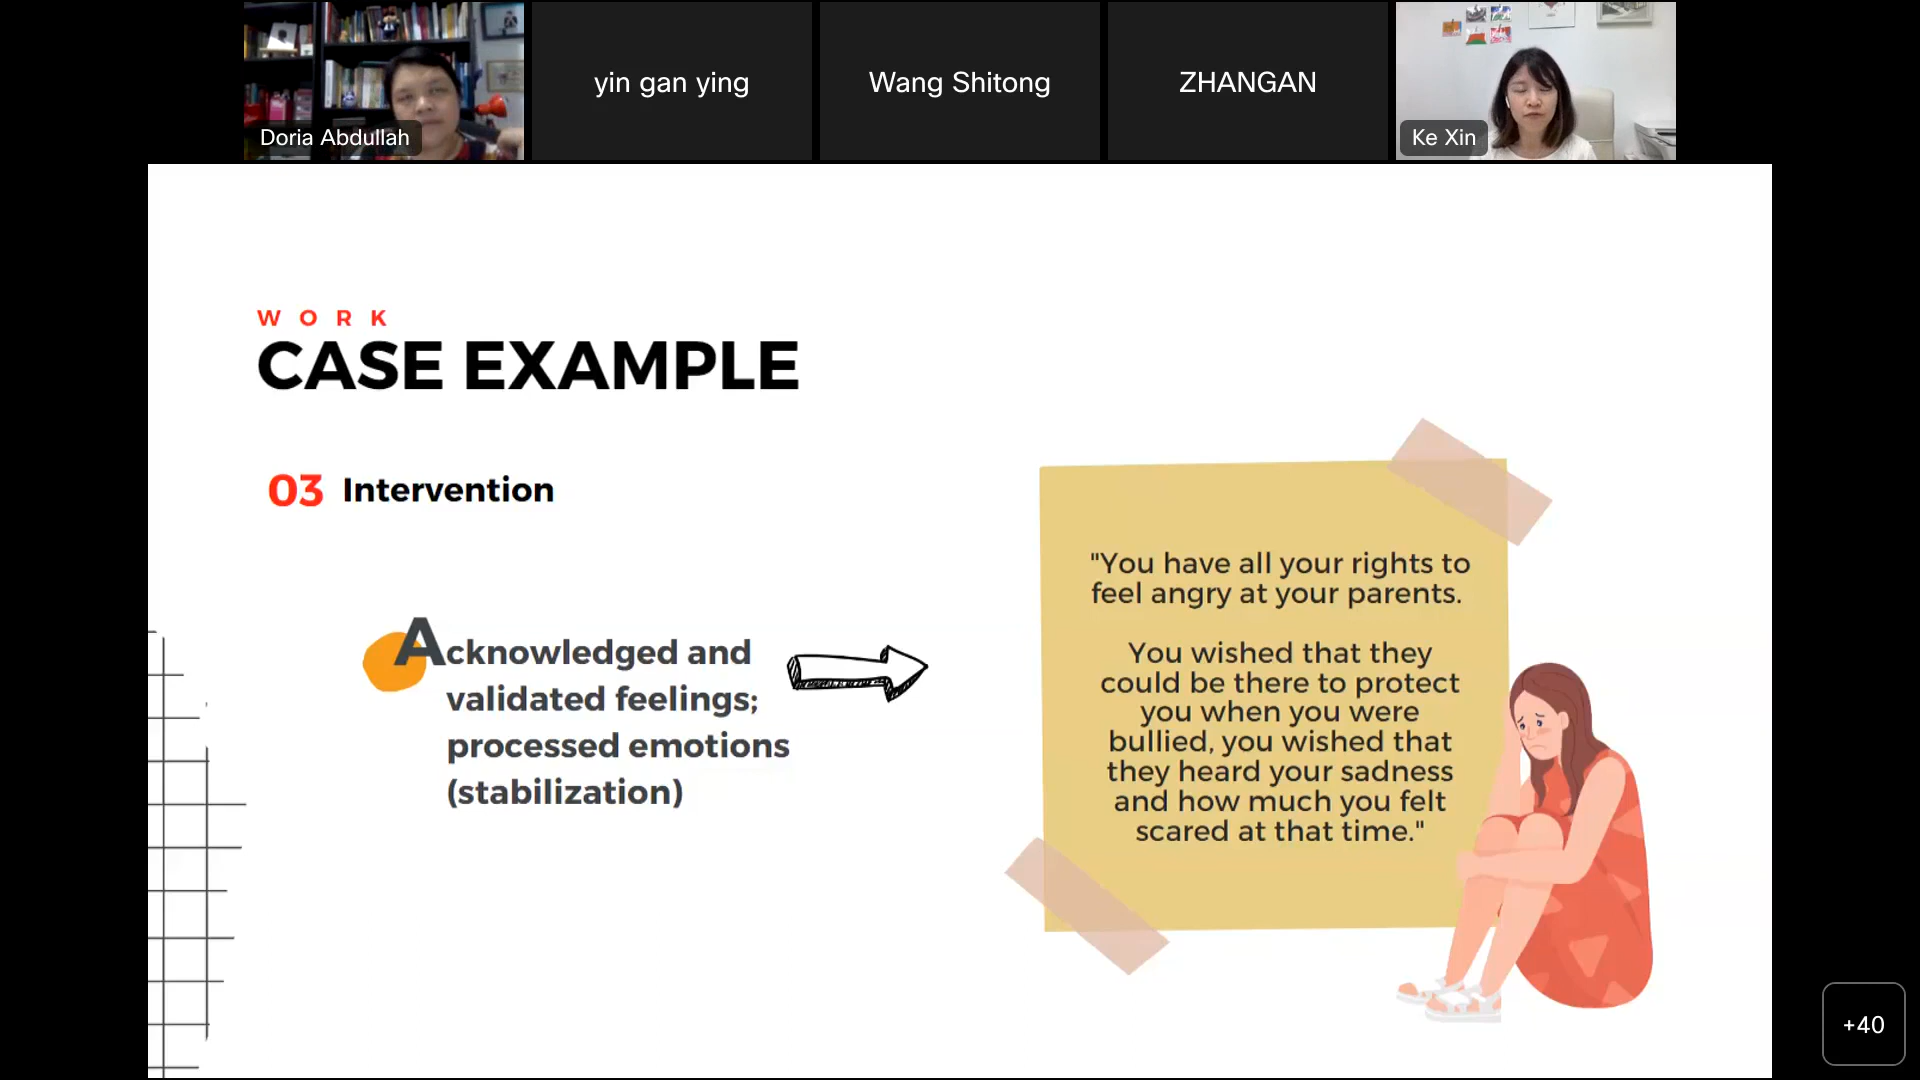 yin gan ying
Wang Shitong
ZHANGAN
Doria Abdullah
Ke Xin
W O R K
CASE EXAMPLE
03 Intervention
Acknowledged and
validated feelings;
processed emotions
(stabilization)
"You have all your rights to
feel angry at your parents.
You wished that they
could be there to protect
you when you were
bullied, you wished that
they heard your sadness
and how much you felt
scared at that time."
+40